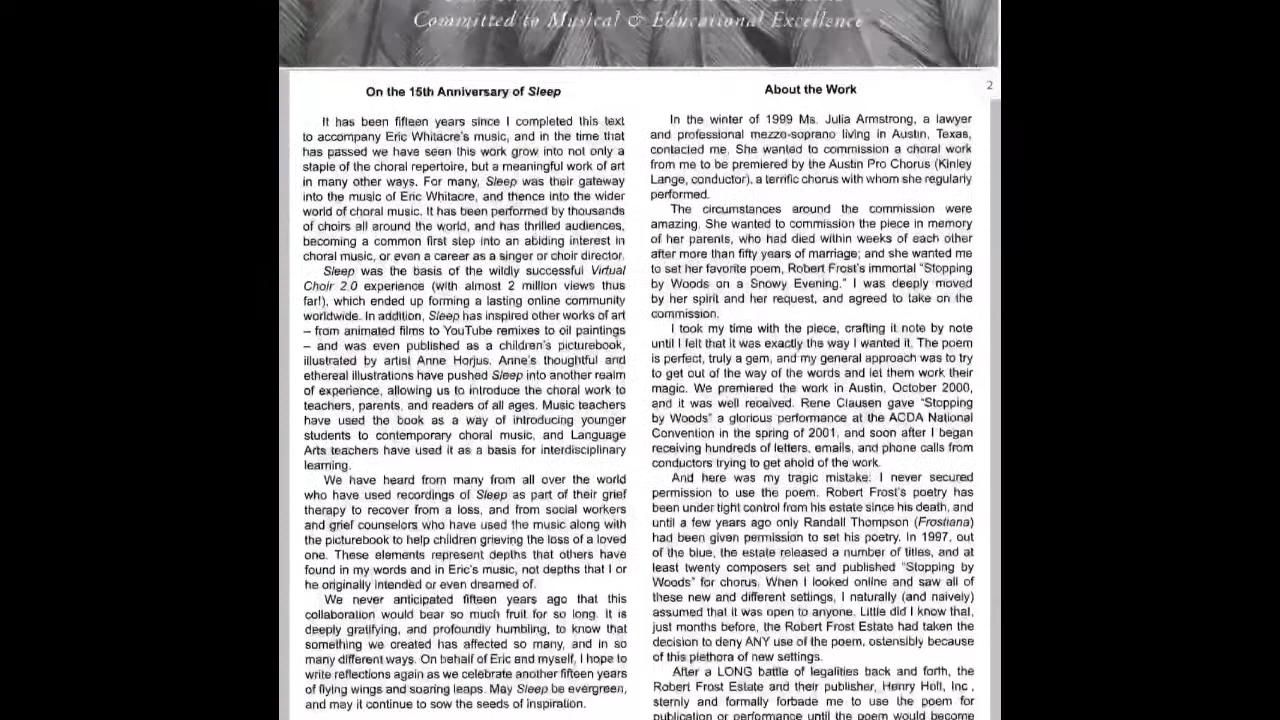 Committed to Musical & Educational Excellence
2
On the 15th Anniversary of Sleep
It has been fifteen years since I completed this text
to accompany Eric Whitacre's music, and in the time that
has passed we have seen this work grow into not only a
staple of the choral repertoire, but a meaningful work of art
in many other ways. For many, Sleep was their gateway
into the music of Eric Whitacre, and thence into the wider
world of choral music. It has been performed by thousands
of choirs all around the world, and has thrilled audiences,
becoming a common first step into an abiding interest in
choral music, or even a career as a singer or choir director.
Sleep was the basis of the wildly successful Virtual
Choir 2.0 experience (with almost 2 million views thus
far!), which ended up forming a lasting online community
worldwide. In addition, Sleep has inspired other works of art
– from animated films to YouTube remixes to oil paintings
– and was even published as a children's picturebook,
illustrated by artist Anne Horjus. Anne's thoughtful and
ethereal illustrations have pushed Sleep into another realm
of experience, allowing us to introduce the choral work to
teachers, parents, and readers of all ages. Music teachers
have used the book as a way of introducing younger
students to contemporary choral music, and Language
Arts teachers have used it as a basis for interdisciplinary
learning.
We have heard from many from all over the world
who have used recordings of Sleep as part of their grief
therapy to recover from a loss, and from social workers
and grief counselors who have used the music along with
the picturebook to help children grieving the loss of a loved
one. These elements represent depths that others have
found in my words and in Eric's music, not depths that I or
he originally intended or even dreamed of.
We never anticipated fifteen years ago that this
collaboration would bear so much fruit for so long. It is
deeply gratifying, and profoundly humbling, to know that
something we created has affected so many, and in so
many different ways. On behalf of Eric and myself, I hope to
write reflections again as we celebrate another fifteen years
of flying wings and soaring leaps. May Sleep be evergreen,
and may it continue to sow the seeds of inspiration.
About the Work
In the winter of 1999 Ms. Julia Armstrong, a lawyer
and professional mezzo-soprano living in Austin, Texas,
contacted me. She wanted to commission a choral work
from me to be premiered by the Austin Pro Chorus (Kinley
Lange, conductor), a terrific chorus with whom she regularly
performed.
The circumstances around the commission were
amazing. She wanted to commission the piece in memory
of her parents, who had died within weeks of each other
after more than fifty years of marriage; and she wanted me
to set her favorite poem, Robert Frost's immortal "Stopping
by Woods on a Snowy Evening." I was deeply moved
by her spirit and her request, and agreed to take on the
commission.
I took my time with the piece, crafting it note by note
until I felt that it was exactly the way I wanted it. The poem
is perfect, truly a gem, and my general approach was to try
to get out of the way of the words and let them work their
magic. We premiered the work in Austin, October 2000,
and it was well received. Rene Clausen gave "Stopping
by Woods" a glorious performance at the ACDA National
Convention in the spring of 2001, and soon after I began
receiving hundreds of letters, emails, and phone calls from
conductors trying to get ahold of the work.
And here was my tragic mistake: I never secured
permission to use the poem. Robert Frost's poetry has
been under tight control from his estate since his death, and
until a few years ago only Randall Thompson (Frostiana)
had been given permission to set his poetry. In 1997, out
of the blue, the estate released a number of titles, and at
least twenty composers set and published "Stopping by
Woods" for chorus. When I looked online and saw all of
these new and different settings, I naturally (and naively)
assumed that it was open to anyone. Little did I know that,
just months before, the Robert Frost Estate had taken the
decision to deny ANY use of the poem, ostensibly because
of this plethora of new settings.
After a LONG battle of legalities back and forth, the
Robert Frost Estate and their publisher, Henry Holt, Inc.,
sternly and formally forbade me to use the poem for
publication or performance until the poem would become